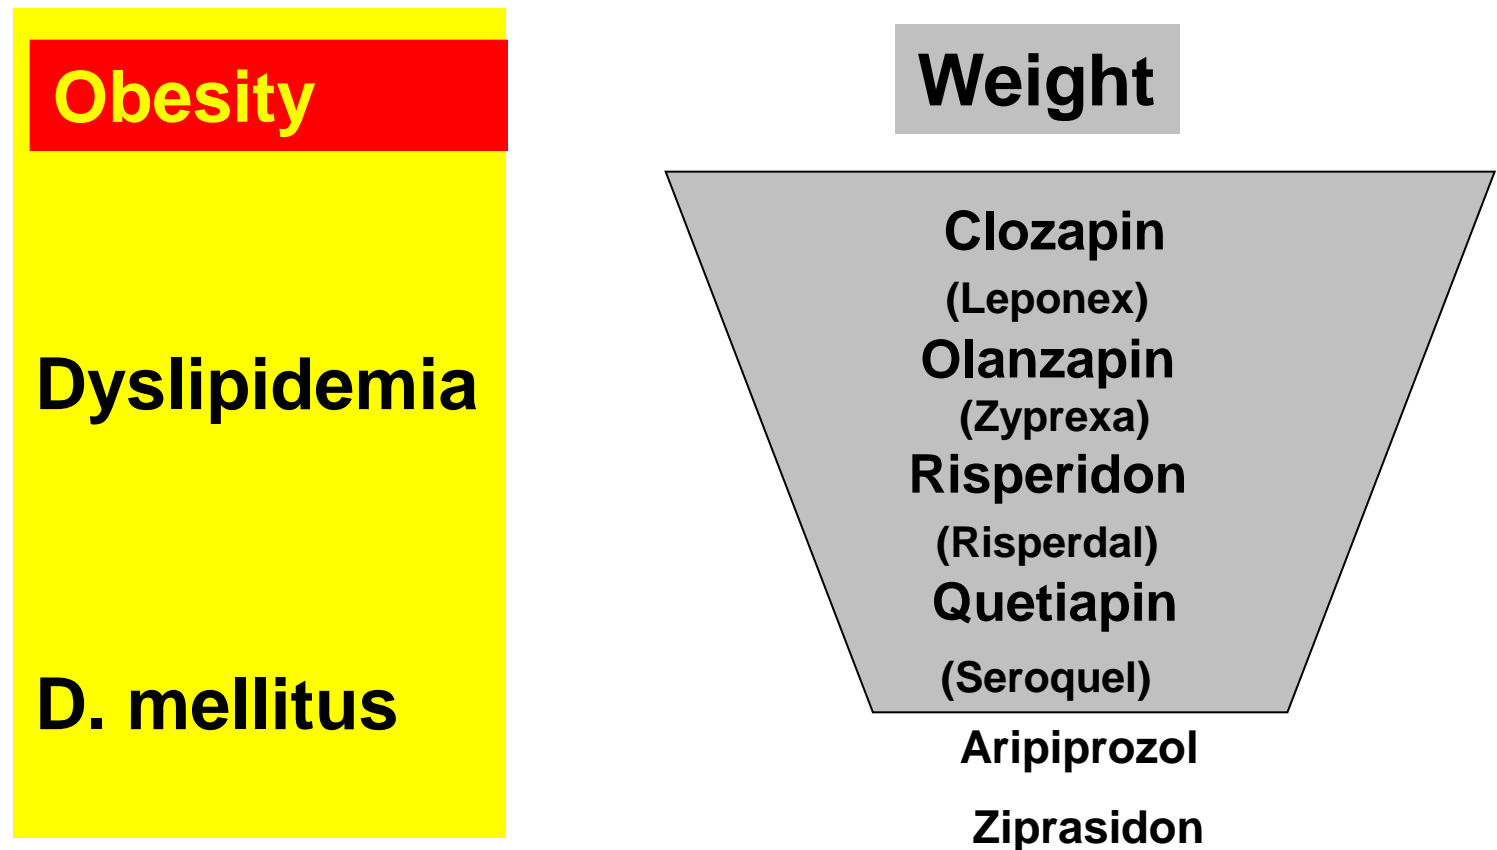 Obesity
Dyslipidemia
D. mellitus
Weight
Clozapin
(Leponex)
Olanzapin
(Zyprexa)
Risperidon
(Risperdal)
Quetiapin
(Seroquel)
Aripiprozol
Ziprasidon